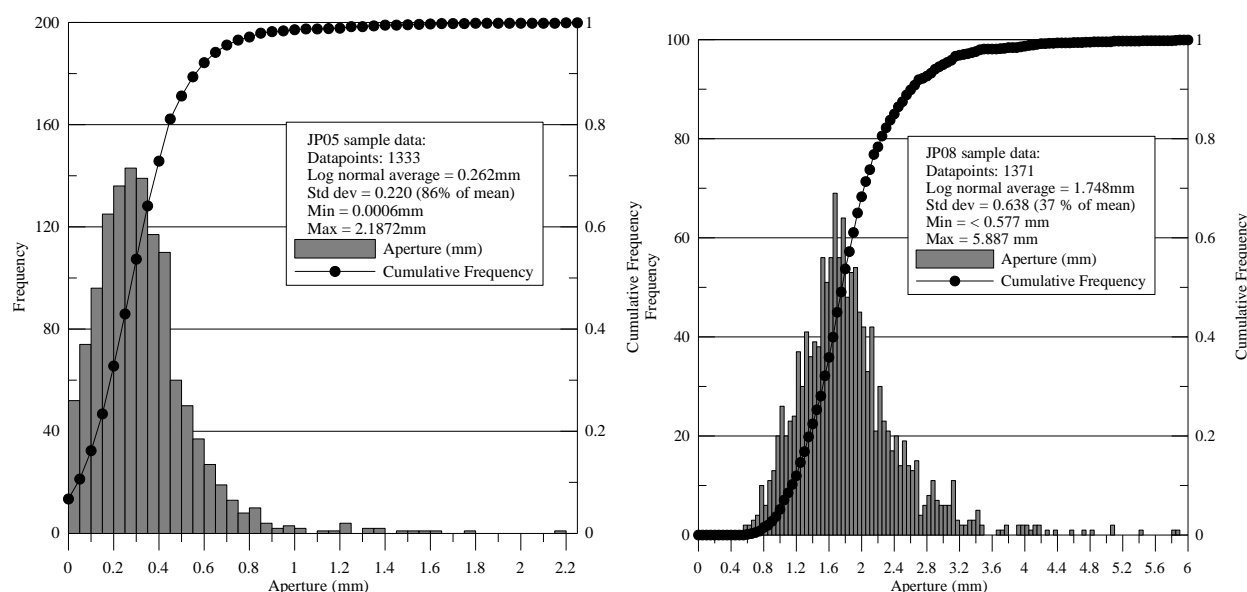 200
160
120
80
40
0
Frequency
1
0.8
0.6
0.4
0.2
0
Cumulative Frequency
JP05 sample data:
Datapoints: 1333
Log normal average = 0.262mm
Std dev = 0.220 (86% of mean)
Min = 0.0006mm
Max = 2.1872mm
Aperture (mm)
Cumulative Frequency
0 0.2 0.4 0.6 0.8 1 1.2 1.4 1.6 1.8 2 2.2
Aperture (mm)
100
80
60
40
20
0
Frequency
1
0.8
0.6
0.4
0.2
0
Cumulative Frequency
JP08 sample data:
Datapoints: 1371
Log normal average = 1.748mm
Std dev = 0.638 (37 % of mean)
Min = < 0.577 mm
Max = 5.887 mm
Aperture (mm)
Cumulative Frequency
0 0.4 0.8 1.2 1.6 2 2.4 2.8 3.2 3.6 4 4.4 4.8 5.2 5.6 6
Aperture (mm)